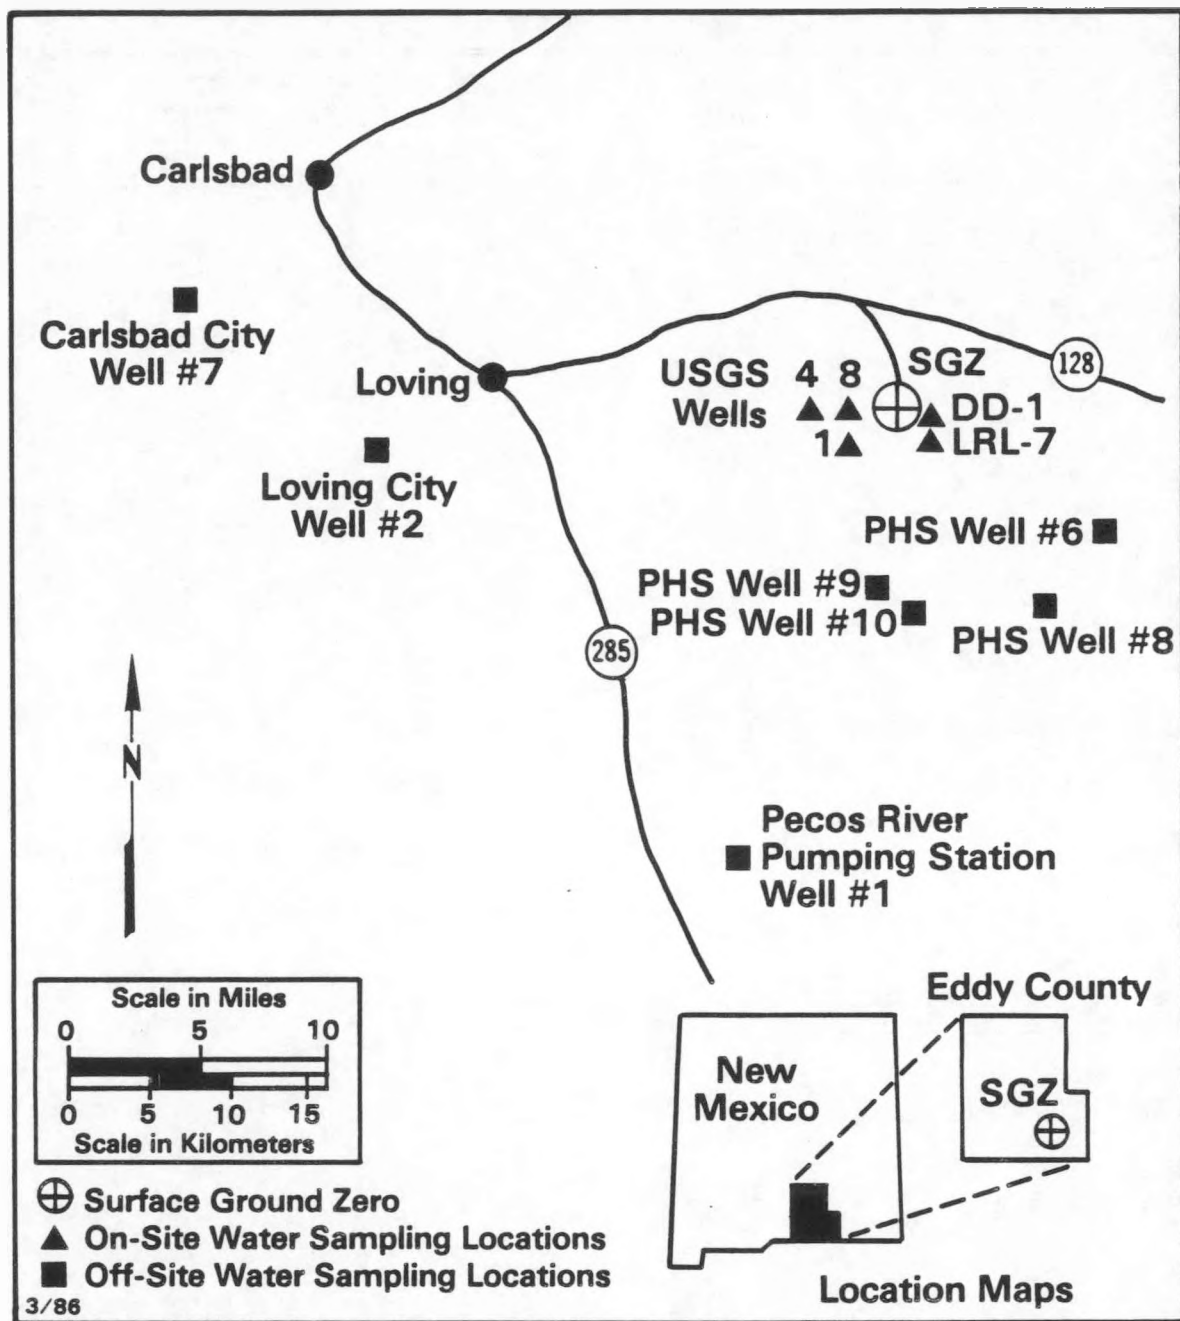 Carlsbad
Carlsbad City
Well #7
Loving
Loving City
Well #2
USGS 4 8
Wells
1
SGZ
128
DD-1
LRL-7
PHS Well #6
PHS Well #9
PHS Well #10
PHS Well #8
285
N
Pecos River
Pumping Station
Well #1
Scale in Miles
0 5 10
0 5 10 15
Scale in Kilometers
Surface Ground Zero
On-Site Water Sampling Locations
Off-Site Water Sampling Locations
3/86
Eddy County
New
Mexico
SGZ
Location Maps